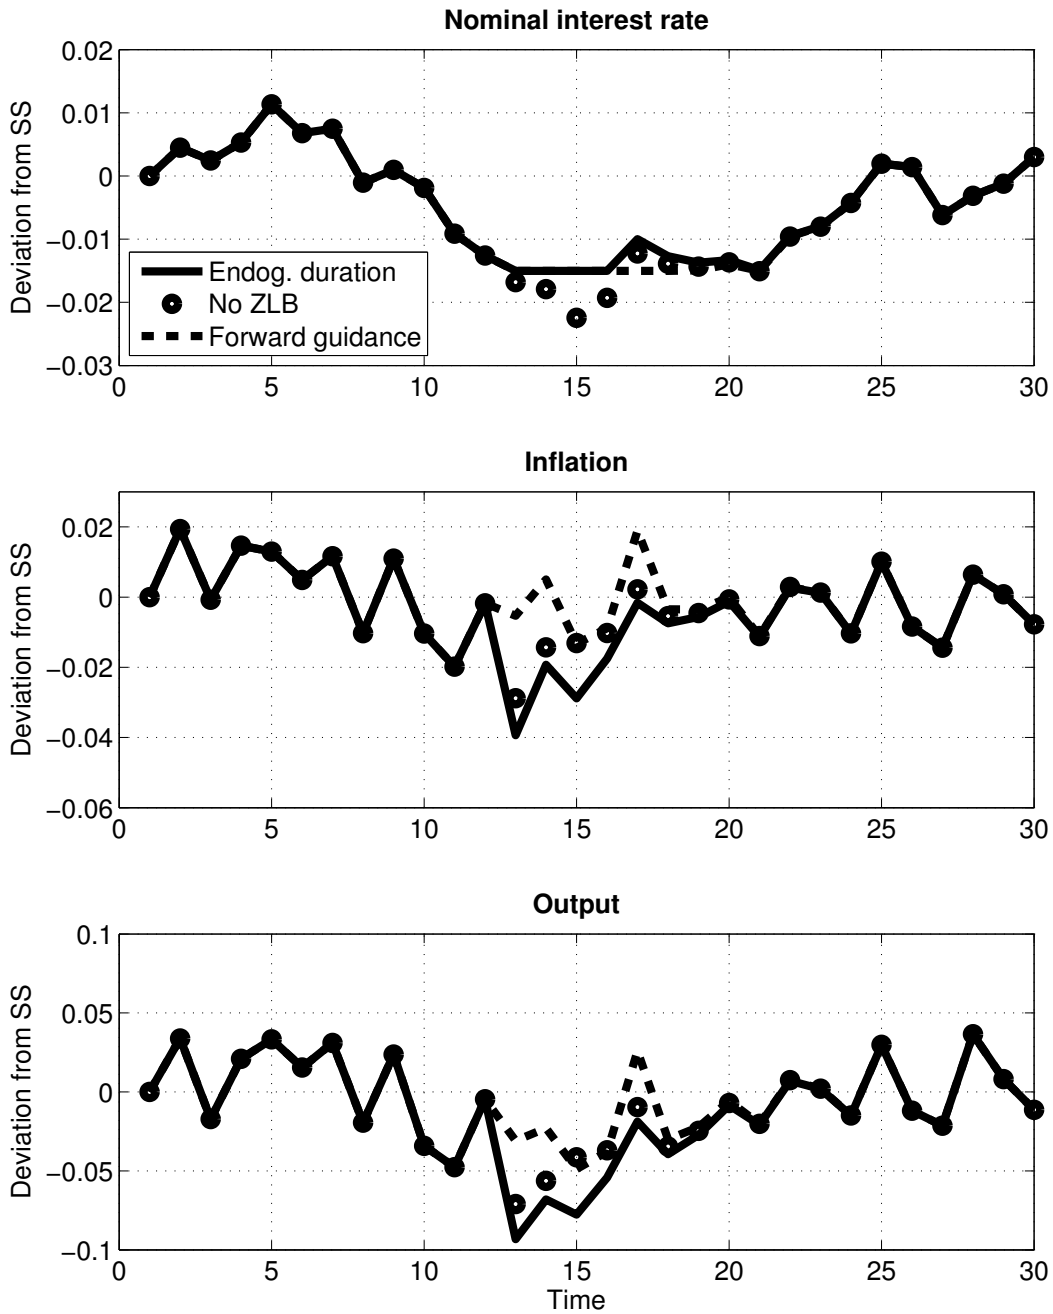 Nominal interest rate
Deviation from SS
0.02
0.01
0
−0.01
−0.02
−0.03
Endog. duration
No ZLB
Forward guidance
0 5 10 15 20 25 30
Inflation
Deviation from SS
0.02
0
−0.02
−0.04
−0.06
0 5 10 15 20 25 30
Output
Deviation from SS
0.1
0.05
0
−0.05
−0.1
0 5 10 15 20 25 30
Time